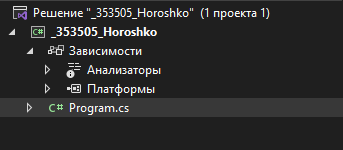 Решение "_353505_Horoshko" (1 проекта 1)
C# _353505_Horoshko
Зависимости
Анализаторы
Платформы
C# Program.cs